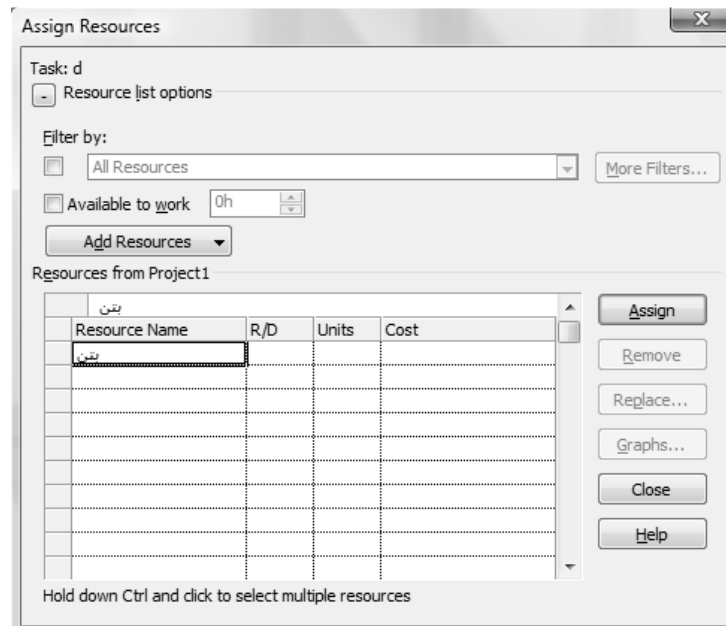 Assign Resources
Task: d
- Resource list options
Filter by:
All Resources More Filters...
Available to work 0h
Add Resources
Resources from Project1
بتن
Resource Name R/D Units Cost
بتن
Assign
Remove
Replace...
Graphs...
Close
Help
Hold down Ctrl and click to select multiple resources